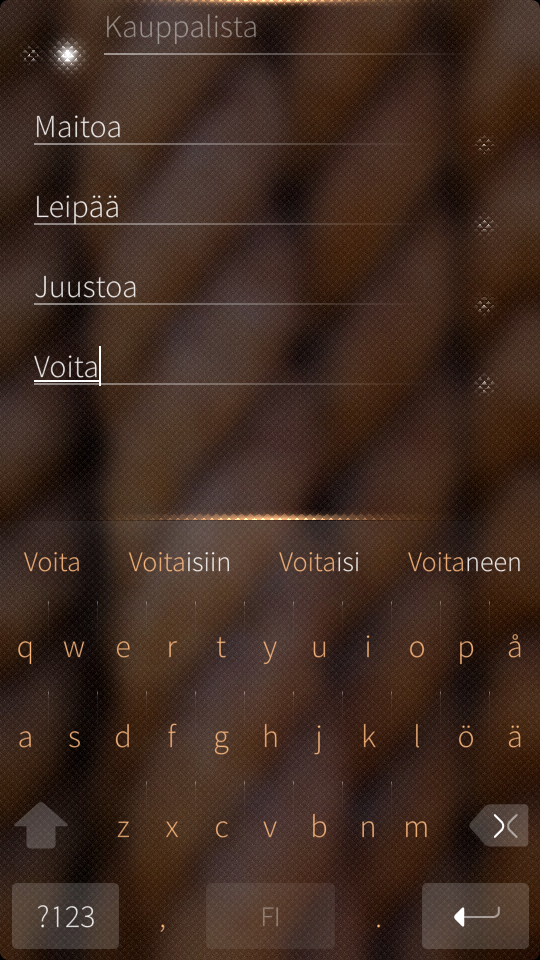 Kauppalista
Maitoa
Leipää
Juustoa
Voita
Voita Voitaisiin Voitaisi Voitaneen
q w e r t y u i o p å
a s d f g h j k l ö ä
z x c v b n m
?123 , FI .